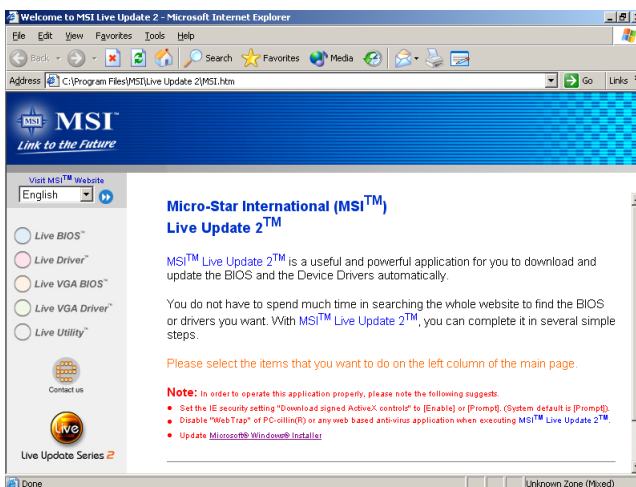 Welcome to MSI Live Update 2 - Microsoft Internet Explorer
File Edit View Favorites Tools Help
Back Search Favorites Media
Address C:\Program Files\MSI\Live Update 2\MSI.htm Go Links
MSI MSI™
Link to the Future
Visit MSI™ Website
English
Live BIOS™
Live Driver™
Live VGA BIOS™
Live VGA Driver™
Live Utility™
Contact us
Live
Live Update Series 2
Micro-Star International (MSI™)
Live Update 2™
MSI™ Live Update 2™ is a useful and powerful application for you to download and
update the BIOS and the Device Drivers automatically.
You do not have to spend much time in searching the whole website to find the BIOS
or drivers you want. With MSI™ Live Update 2™, you can complete it in several simple
steps.
Please select the items that you want to do on the left column of the main page.
Note: In order to operate this application properly, please note the following suggests.
Set the IE security setting "Download signed ActiveX controls" to [Enable] or [Prompt]. (System default is [Prompt]).
Disable "WebTrap" of PC-cillin(R) or any web based anti-virus application when executing MSI™ Live Update 2™.
Update Microsoft® Windows® Installer
Done Unknown Zone (Mixed)